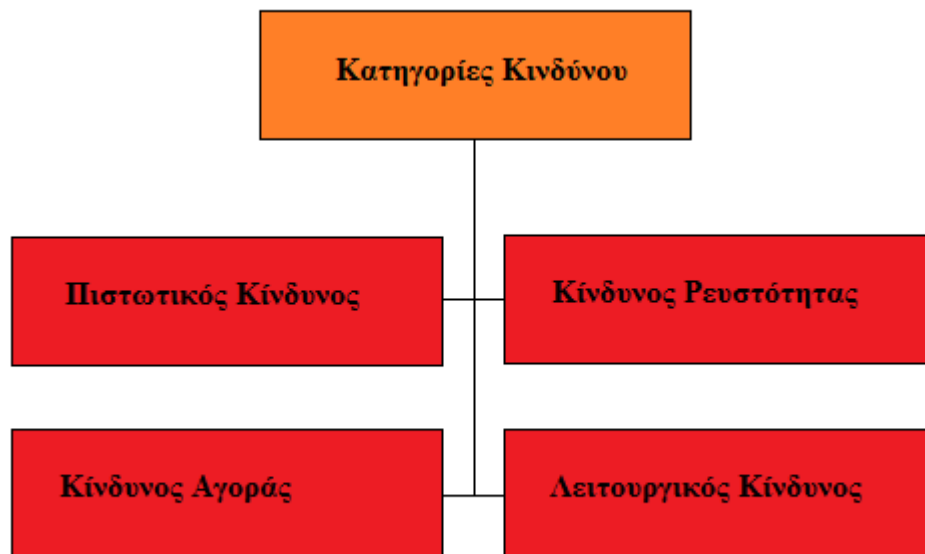 Κατηγορίες Κινδύνου
Πιστωτικός Κίνδυνος
Κίνδυνος Ρευστότητας
Κίνδυνος Αγοράς
Λειτουργικός Κίνδυνος